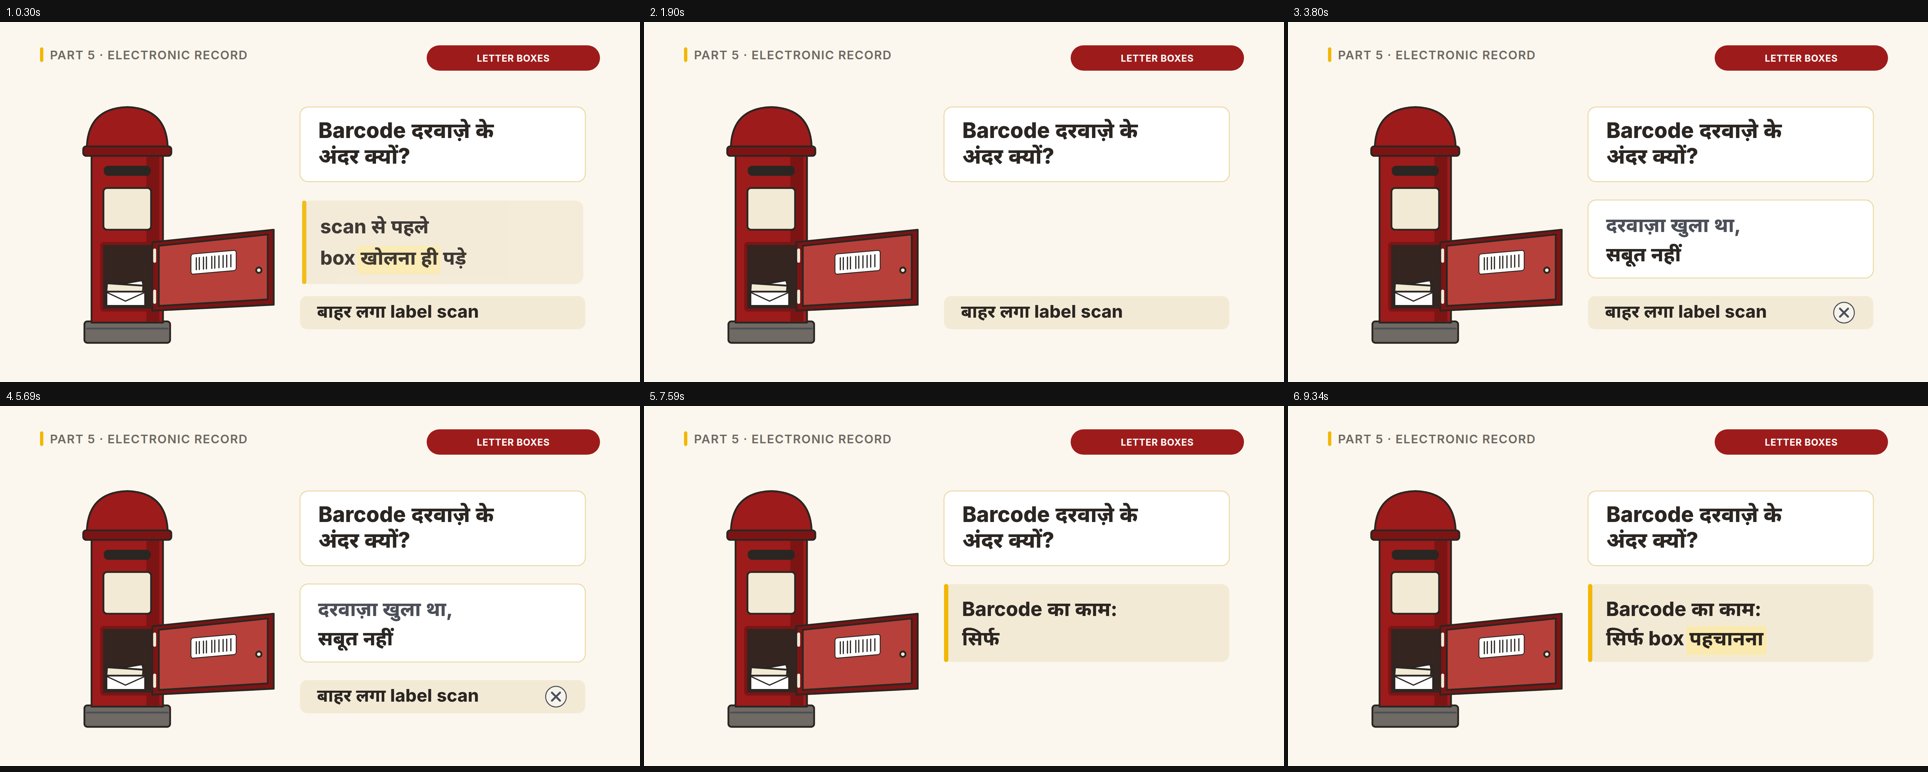 1. 0.30s
PART 5 · ELECTRONIC RECORD
LETTER BOXES
Barcode दरवाज़े के
अंदर क्यों?
scan से पहले
box खोलना ही पड़े
बाहर लगा label scan
2. 1.90s
PART 5 · ELECTRONIC RECORD
LETTER BOXES
Barcode दरवाज़े के
अंदर क्यों?
बाहर लगा label scan
3. 3.80s
PART 5 · ELECTRONIC RECORD
LETTER BOXES
Barcode दरवाज़े के
अंदर क्यों?
दरवाज़ा खुला था,
सबूत नहीं
बाहर लगा label scan
4. 5.69s
PART 5 · ELECTRONIC RECORD
LETTER BOXES
Barcode दरवाज़े के
अंदर क्यों?
दरवाज़ा खुला था,
सबूत नहीं
बाहर लगा label scan
5. 7.59s
PART 5 · ELECTRONIC RECORD
LETTER BOXES
Barcode दरवाज़े के
अंदर क्यों?
Barcode का काम:
सिर्फ
6. 9.34s
PART 5 · ELECTRONIC RECORD
LETTER BOXES
Barcode दरवाज़े के
अंदर क्यों?
Barcode का काम:
सिर्फ box पहचानना